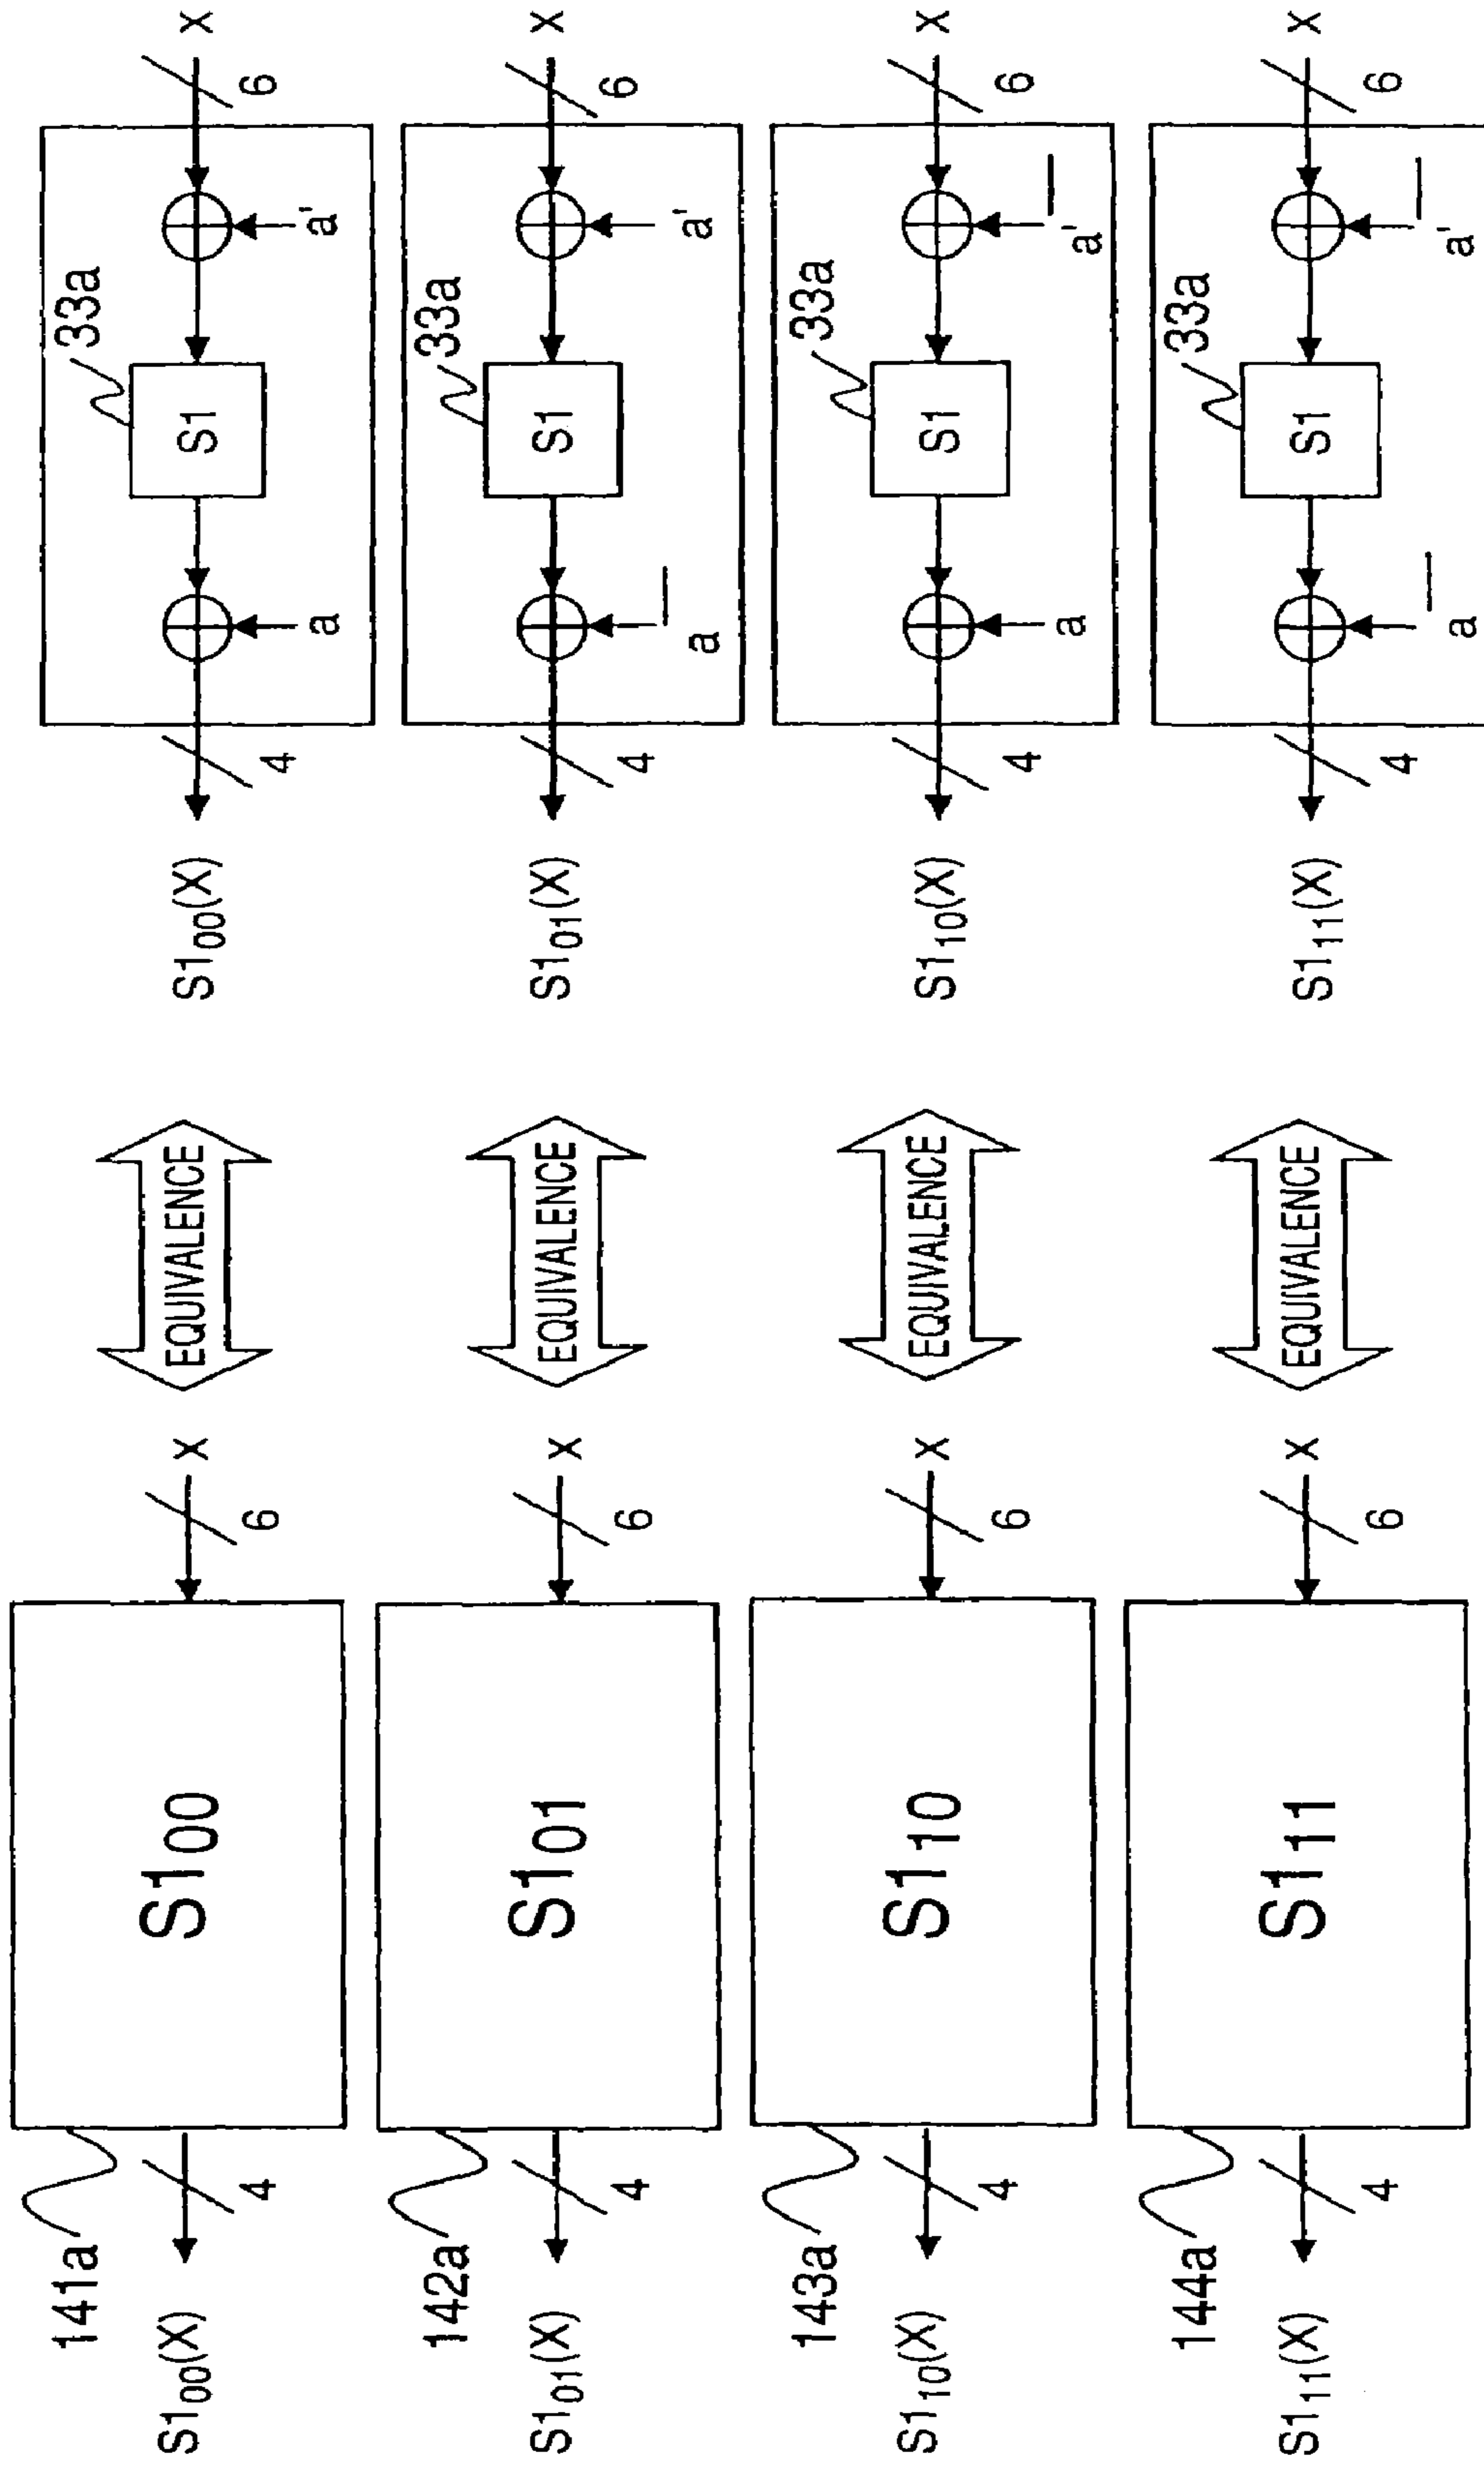 141a 33a
S1₀₀(X) S1₀₀ X EQUIVALENCE S1₀₀(X) S1 X
4 6 4 6
a a'
142a 33a
S1₀₁(X) S1₀₁ X EQUIVALENCE S1₀₁(X) S1 X
4 6 4 6
a̅ a'
143a 33a
S1₁₀(X) S1₁₀ X EQUIVALENCE S1₁₀(X) S1 X
4 6 4 6
a a̅'
144a 33a
S1₁₁(X) S1₁₁ X EQUIVALENCE S1₁₁(X) S1 X
4 6 4 6
a̅ a̅'